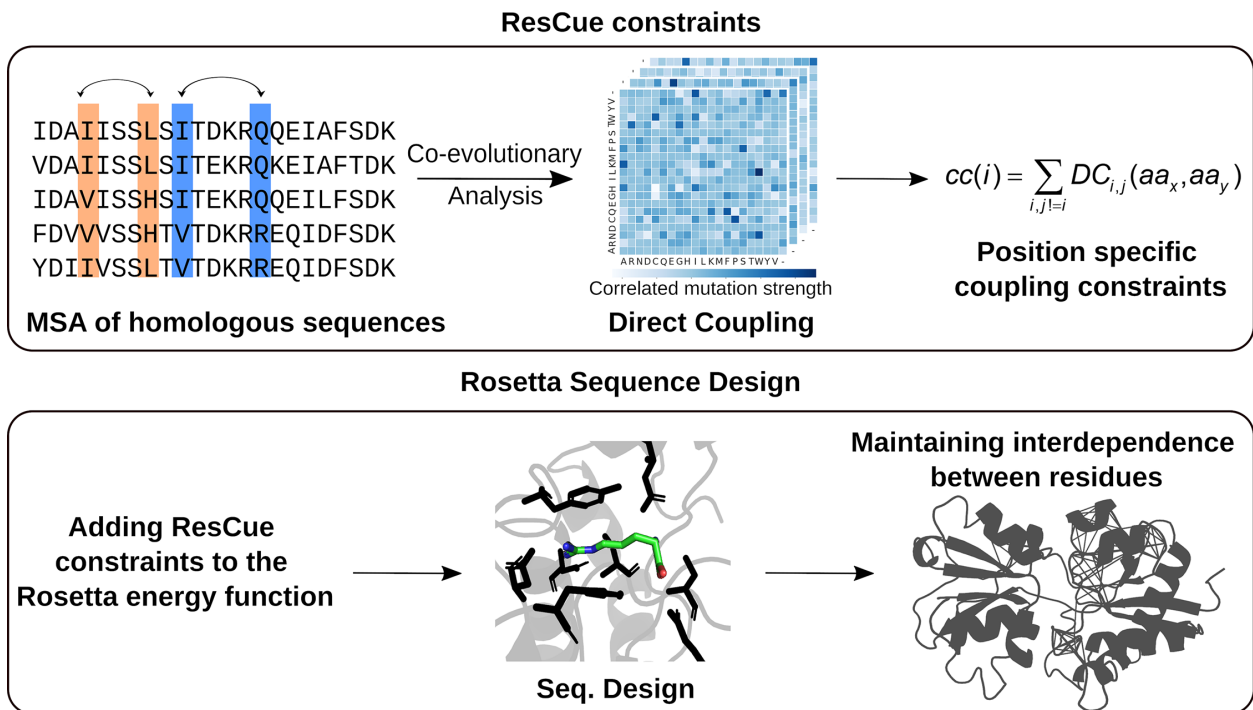 ResCue constraints
IDAIISSLSITDKRQQEIAFSDK
VDAIISSLSITEKRQKEIAFTDK
IDAVISSHSITDKRQQEILFSDK
FDVVVSSHTVTDKRREQIDFSDK
YDIIVSSLTVTDKRREQIDFSDK
MSA of homologous sequences
Co-evolutionary
Analysis
ARNDCQEGHILKMFPSTWYV-
ARNDCQEGHILKMFPSTWYV-
Correlated mutation strength
Direct Coupling
cc(i) = ∑ DC_{i,j}(aa_x,aa_y)
i,j!=i
Position specific
coupling constraints
Rosetta Sequence Design
Adding ResCue
constraints to the
Rosetta energy function
Seq. Design
Maintaining interdependence
between residues